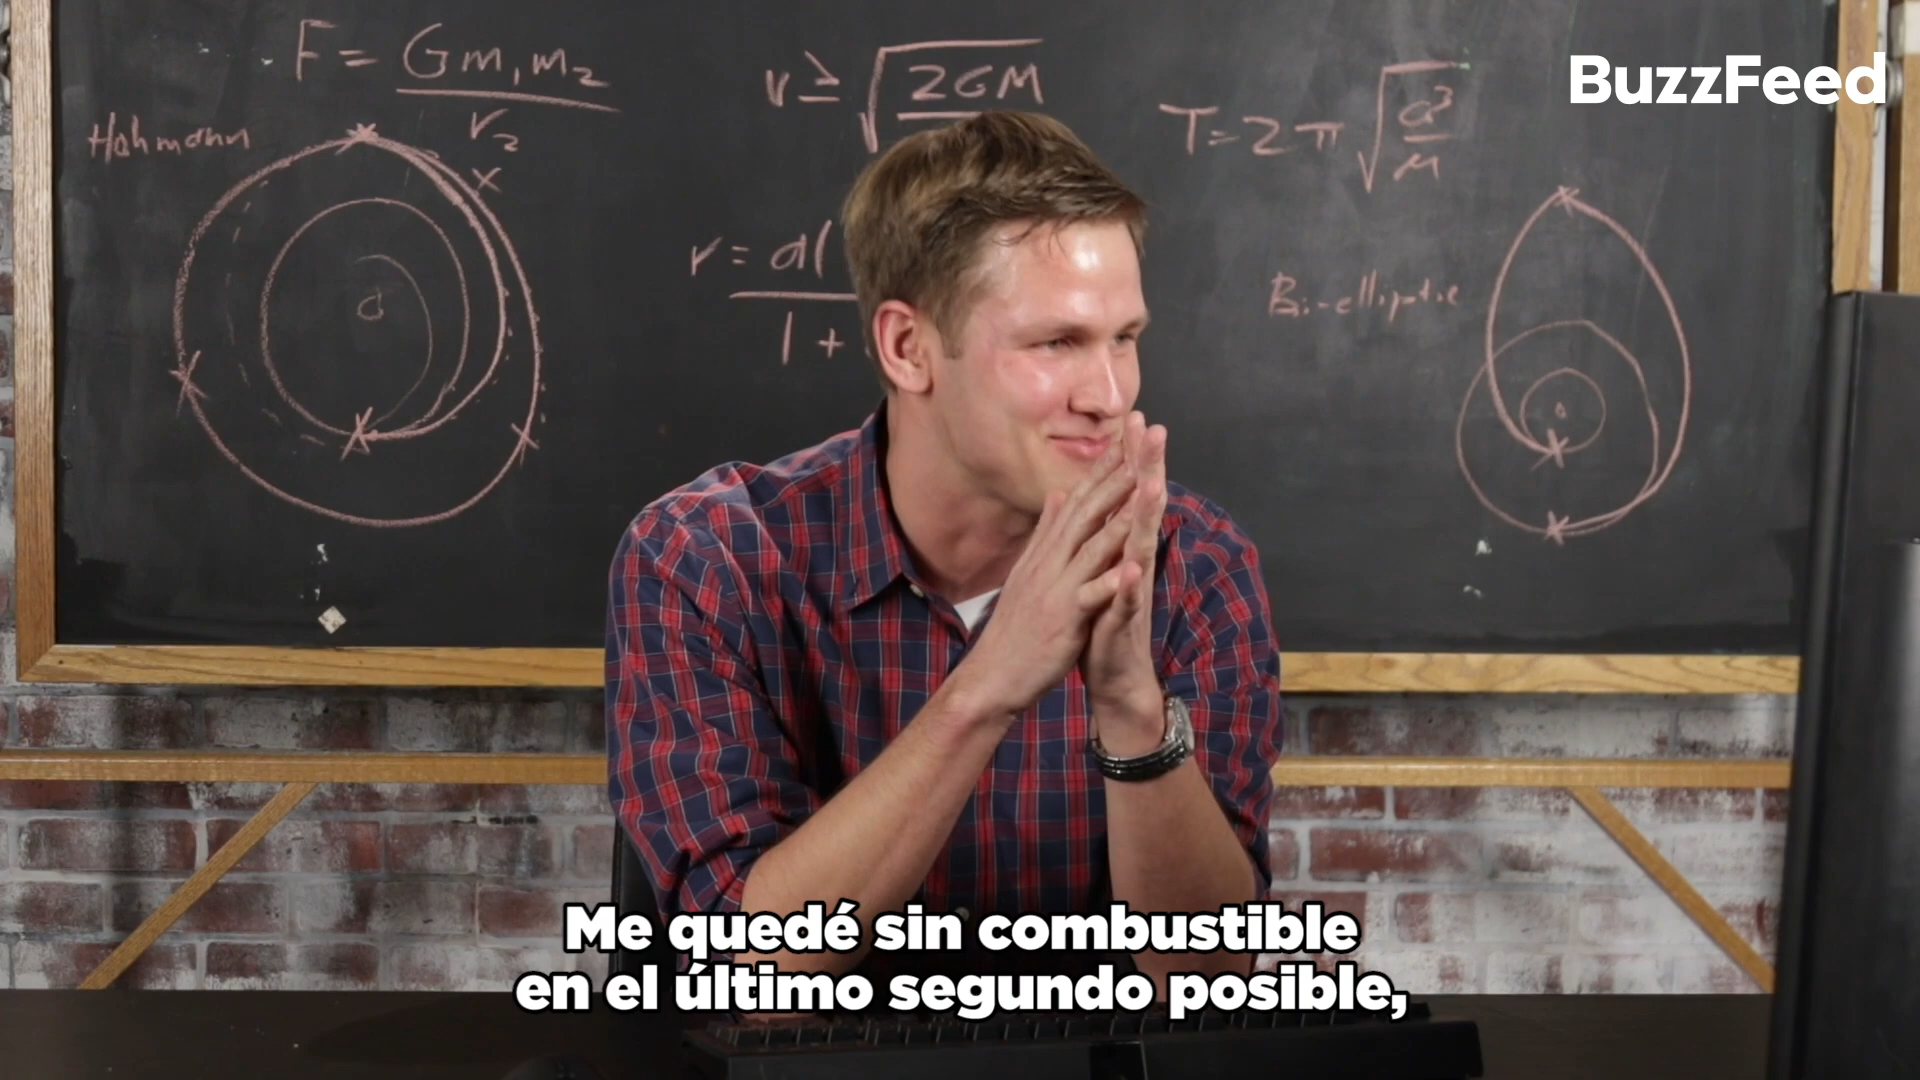 F = Gm₁m₂
r₂
v ≥ √2GM
T=2π √a³
μ
BuzzFeed
Hohmann
r = a(
1 +
Bi-elliptic
Me quedé sin combustible
en el último segundo posible,